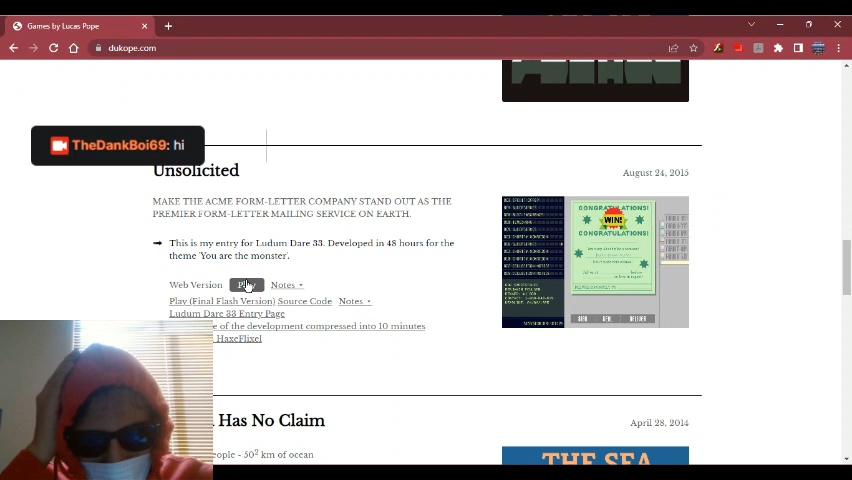 Games by Lucas Pope
dukope.com
TheDankBoi69: hi
Unsolicited
August 24, 2015
MAKE THE ACME FORM-LETTER COMPANY STAND OUT AS THE
PREMIER FORM-LETTER MAILING SERVICE ON EARTH.
This is my entry for Ludum Dare 33. Developed in 48 hours for the
theme 'You are the monster'.
Web Version Play Notes
Play (Final Flash Version) Source Code Notes
Ludum Dare 33 Entry Page
e of the development compressed into 10 minutes
HaxeFlixel
CONGRATULATIONS!
WIN!
CONGRATULATIONS!
Has No Claim
April 28, 2014
eople - 50² km of ocean
THE SEA